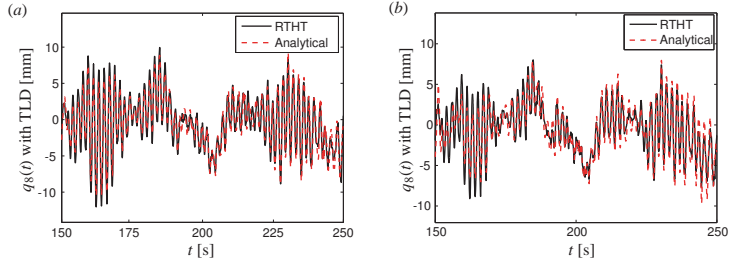 (a)
RTHT
Analytical
q8(t) with TLD [mm]
10
5
0
-5
-10
150
175
200
225
250
t [s]
(b)
RTHT
Analytical
q8(t) with TLD [mm]
10
5
0
-5
-10
150
200
250
t [s]